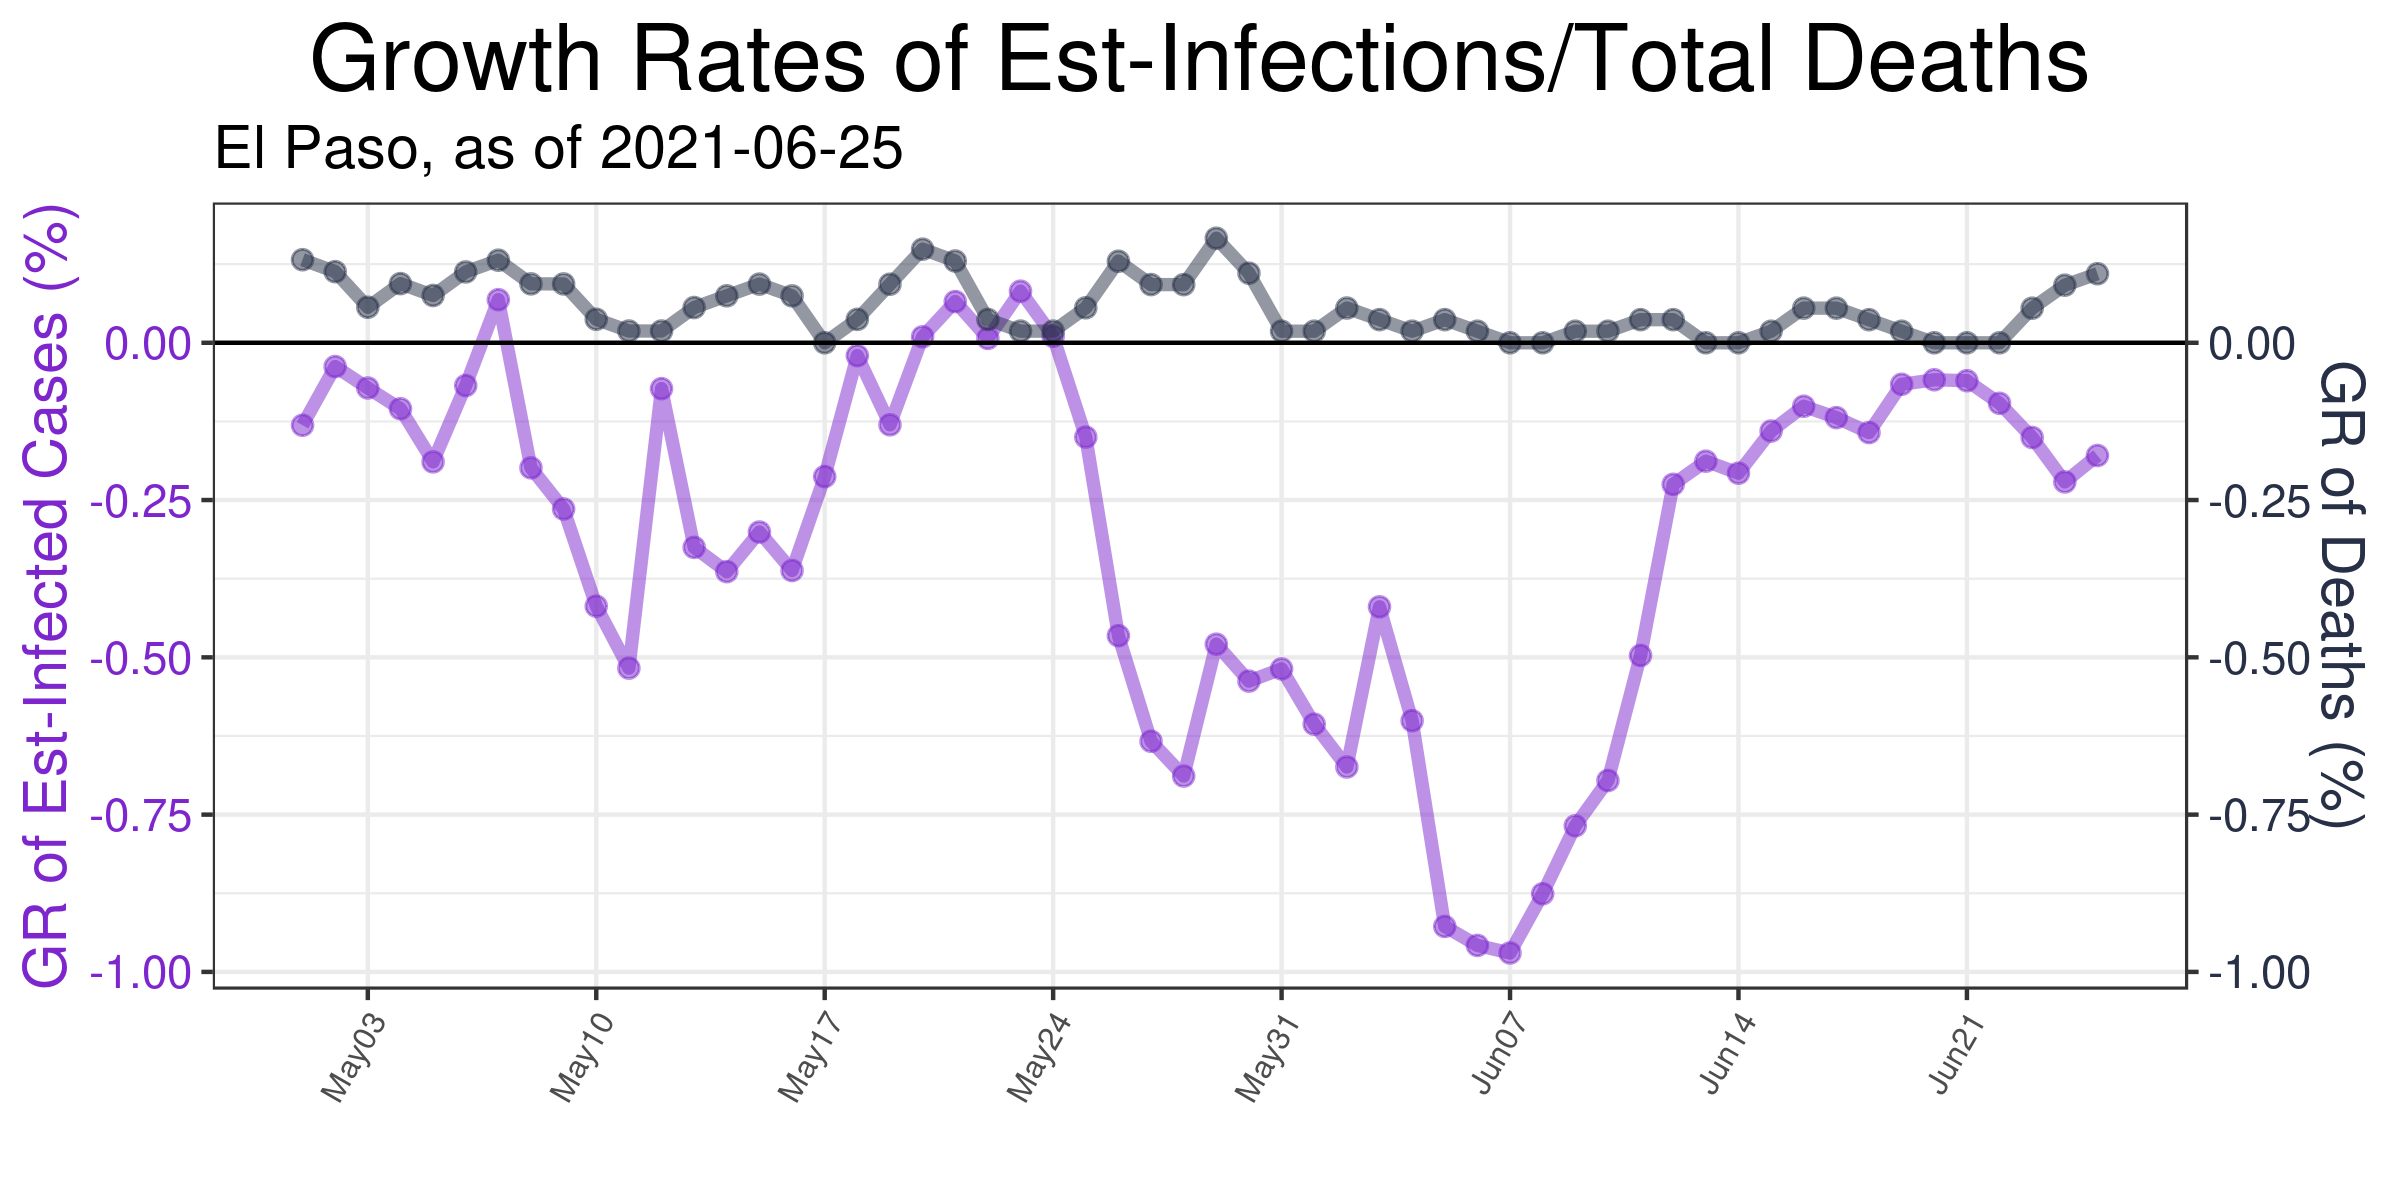 Growth Rates of Est-Infections/Total Deaths
El Paso, as of 2021-06-25
GR of Est-Infected Cases (%)
0.00
-0.25
-0.50
-0.75
-1.00
0.00
-0.25
-0.50
-0.75
-1.00
GR of Deaths (%)
May03
May10
May17
May24
May31
Jun07
Jun14
Jun21